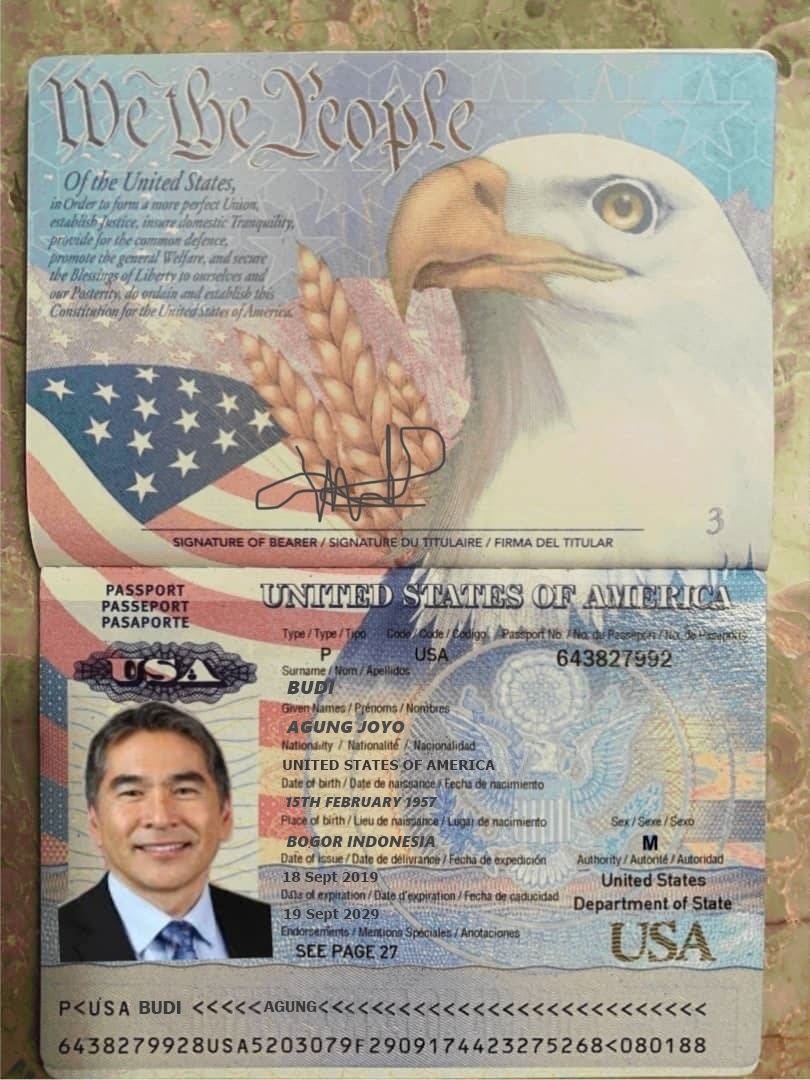 We the People
Of the United States,
in Order to form a more perfect Union,
establish Justice, insure domestic Tranquility,
provide for the common defence,
promote the general Welfare, and secure
the Blessings of Liberty to ourselves and
our Posterity, do ordain and establish this
Constitution for the United States of America.
3
SIGNATURE OF BEARER / SIGNATURE DU TITULAIRE / FIRMA DEL TITULAR
PASSPORT
PASSEPORT
PASAPORTE
UNITED STATES OF AMERICA
USA
Type / Type / Tipo Code / Code / Codigo Passport No. / No. du Passeport / No. de Pasaporte
P USA 643827992
Surname / Nom / Apellidos
BUDI
Given Names / Prénoms / Nombres
AGUNG JOYO
Nationality / Nationalité / Nacionalidad
UNITED STATES OF AMERICA
Date of birth / Date de naissance / Fecha de nacimiento
15TH FEBRUARY 1957
Place of birth / Lieu de naissance / Lugar de nacimiento Sex / Sexe / Sexo
BOGOR INDONESIA M
Date of issue / Date de délivrance / Fecha de expedición Authority / Autorité / Autoridad
18 Sept 2019 United States
Date of expiration / Date d'expiration / Fecha de caducidad Department of State
19 Sept 2029 USA
Endorsements / Mentions Spéciales / Anotaciones
SEE PAGE 27
P<USA BUDI <<<<<AGUNG<<<<<<<<<<<<<<<<<<<<<<<<<<<<
6438279928USA5203079F2909174423275268<080188